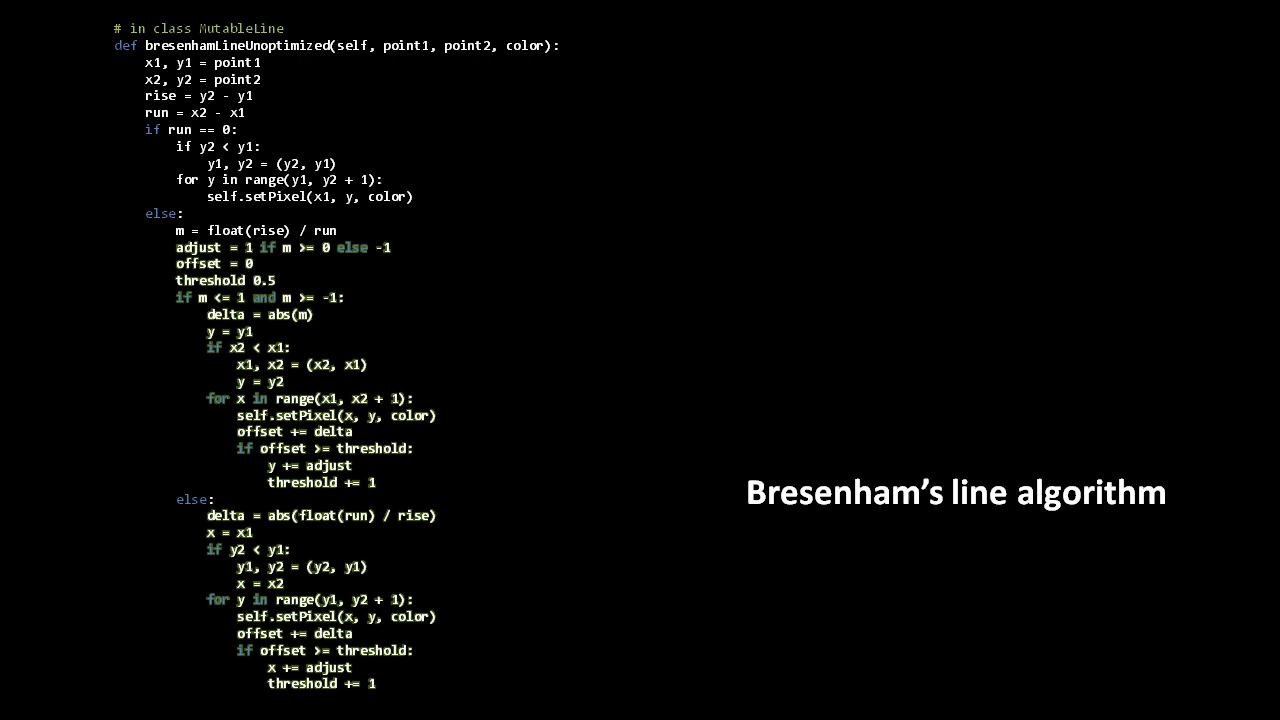 # in class MutableLine
def bresenhamLineUnoptimized(self, point1, point2, color):
    x1, y1 = point1
    x2, y2 = point2
    rise = y2 - y1
    run = x2 - x1
    if run == 0:
        if y2 < y1:
            y1, y2 = (y2, y1)
        for y in range(y1, y2 + 1):
            self.setPixel(x1, y, color)
    else:
        m = float(rise) / run
        adjust = 1 if m >= 0 else -1
        offset = 0
        threshold 0.5
        if m <= 1 and m >= -1:
            delta = abs(m)
            y = y1
            if x2 < x1:
                x1, x2 = (x2, x1)
                y = y2
            for x in range(x1, x2 + 1):
                self.setPixel(x, y, color)
                offset += delta
                if offset >= threshold:
                    y += adjust
                    threshold += 1
        else:
            delta = abs(float(run) / rise)
            x = x1
            if y2 < y1:
                y1, y2 = (y2, y1)
                x = x2
            for y in range(y1, y2 + 1):
                self.setPixel(x, y, color)
                offset += delta
                if offset >= threshold:
                    x += adjust
                    threshold += 1
Bresenham’s line algorithm